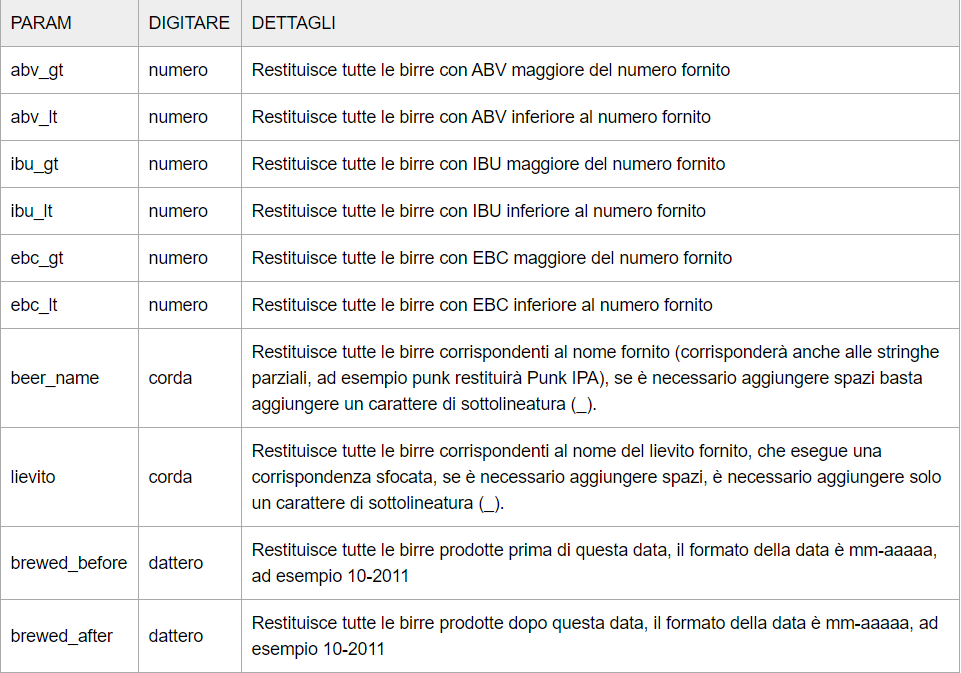 PARAM DIGITARE DETTAGLI
abv_gt numero Restituisce tutte le birre con ABV maggiore del numero fornito
abv_lt numero Restituisce tutte le birre con ABV inferiore al numero fornito
ibu_gt numero Restituisce tutte le birre con IBU maggiore del numero fornito
ibu_lt numero Restituisce tutte le birre con IBU inferiore al numero fornito
ebc_gt numero Restituisce tutte le birre con EBC maggiore del numero fornito
ebc_lt numero Restituisce tutte le birre con EBC inferiore al numero fornito
beer_name corda Restituisce tutte le birre corrispondenti al nome fornito (corrisponderà anche alle stringhe
parziali, ad esempio punk restituirà Punk IPA), se è necessario aggiungere spazi basta
aggiungere un carattere di sottolineatura (_).
lievito corda Restituisce tutte le birre corrispondenti al nome del lievito fornito, che esegue una
corrispondenza sfocata, se è necessario aggiungere spazi, è necessario aggiungere solo
un carattere di sottolineatura (_).
brewed_before dattero Restituisce tutte le birre prodotte prima di questa data, il formato della data è mm-aaaaa,
ad esempio 10-2011
brewed_after dattero Restituisce tutte le birre prodotte dopo questa data, il formato della data è mm-aaaaa, ad
esempio 10-2011